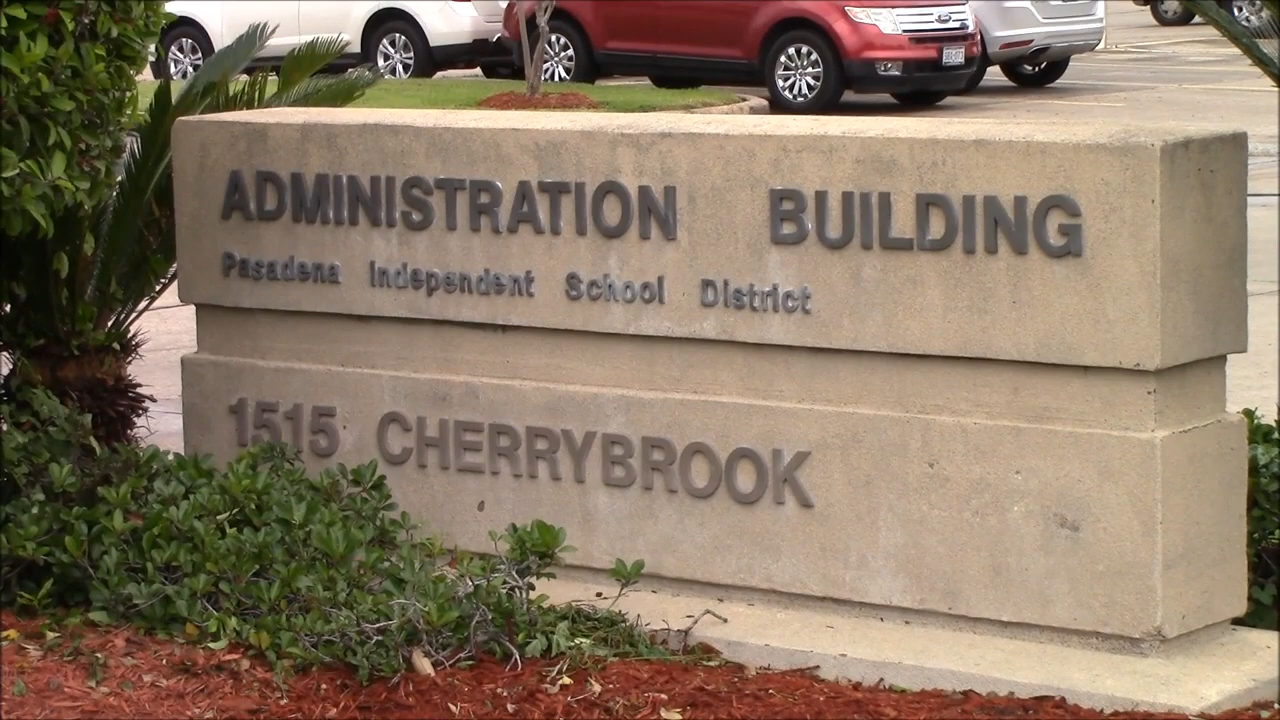 ADMINISTRATION BUILDING
Pasadena Independent School District
1515 CHERRYBROOK